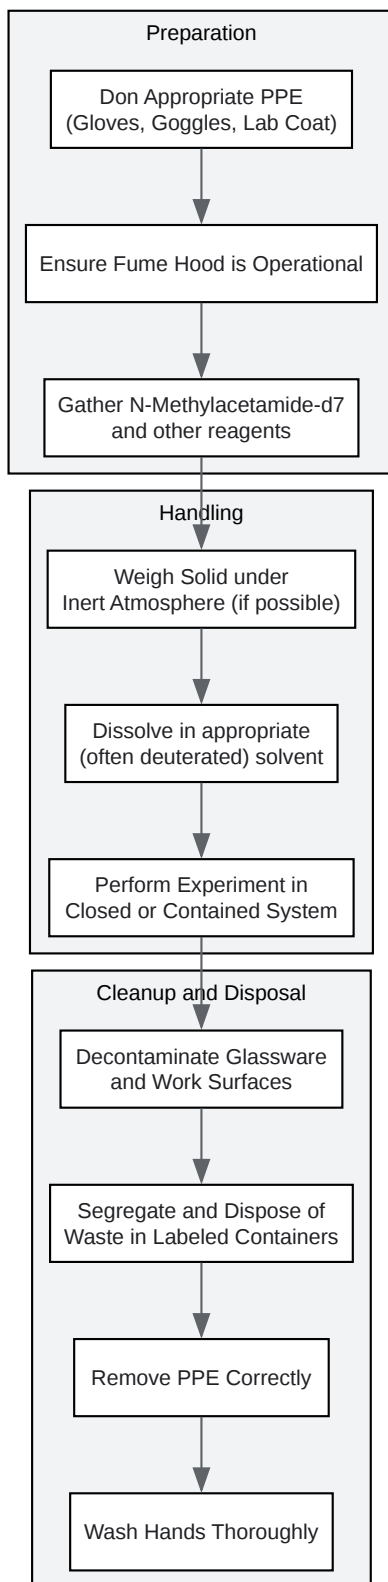 Preparation
Don Appropriate PPE
(Gloves, Goggles, Lab Coat)
Ensure Fume Hood is Operational
Gather N-Methylacetamide-d7
and other reagents
Handling
Weigh Solid under
Inert Atmosphere (if possible)
Dissolve in appropriate
(often deuterated) solvent
Perform Experiment in
Closed or Contained System
Cleanup and Disposal
Decontaminate Glassware
and Work Surfaces
Segregate and Dispose of
Waste in Labeled Containers
Remove PPE Correctly
Wash Hands Thoroughly